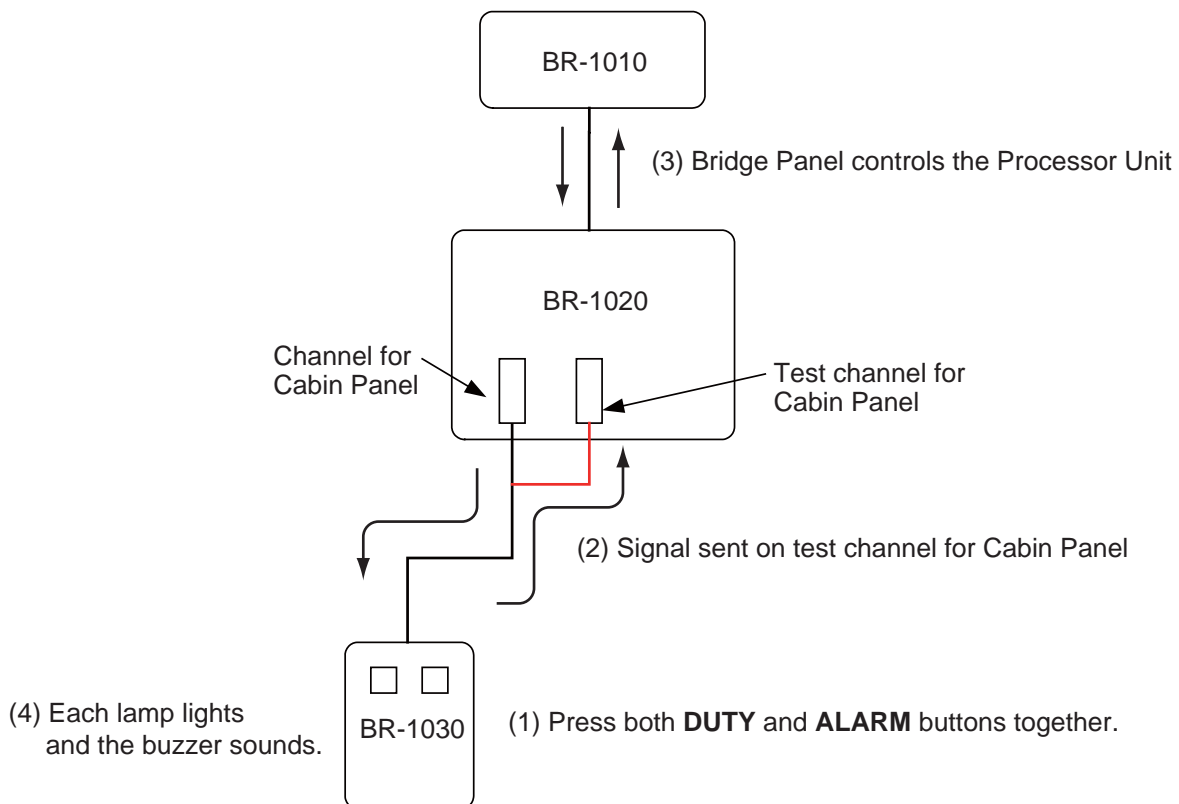 BR-1010
(3) Bridge Panel controls the Processor Unit
BR-1020
Channel for
Cabin Panel
Test channel for
Cabin Panel
(2) Signal sent on test channel for Cabin Panel
(4) Each lamp lights
and the buzzer sounds.
BR-1030
(1) Press both DUTY and ALARM buttons together.